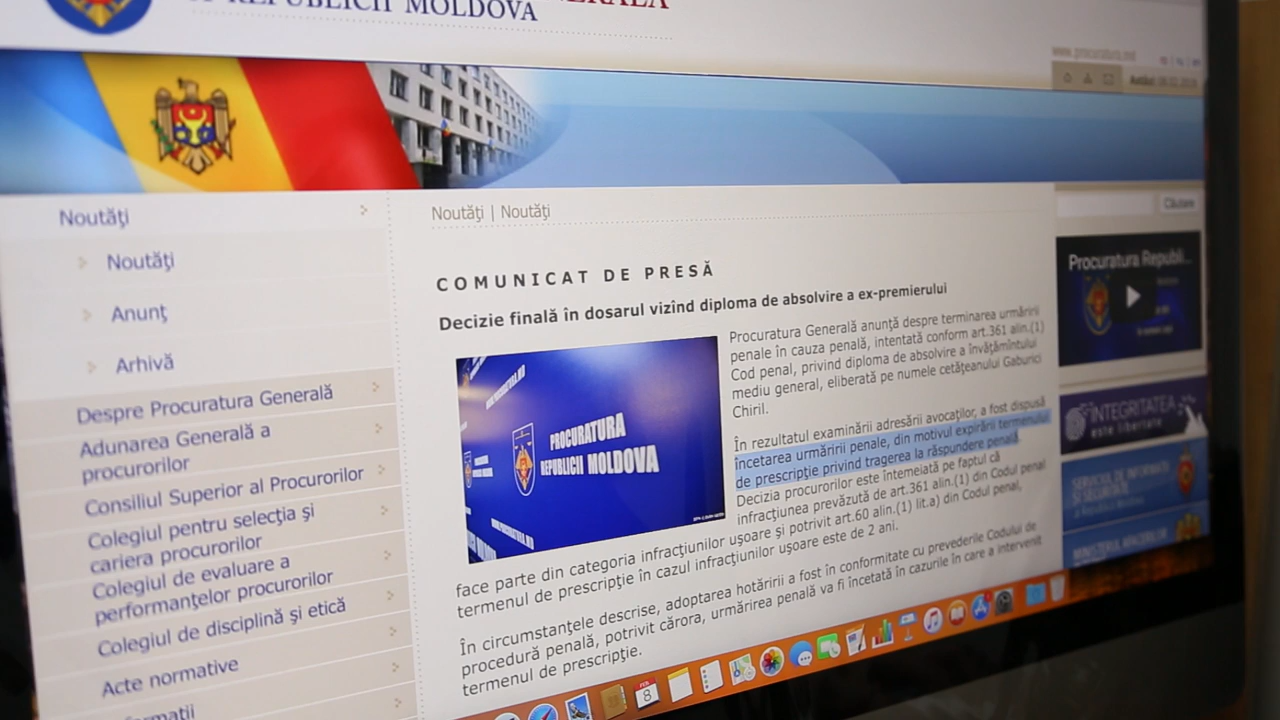 REPUBLICII MOLDOVA
www.procuratura.md
Noutăţi
Noutăţi
Anunţ
Arhivă
Despre Procuratura Generală
Adunarea Generală a
procurorilor
Consiliul Superior al Procurorilor
Colegiul pentru selecţia şi
cariera procurorilor
Colegiul de evaluare a
performanţelor procurorilor
Colegiul de disciplină şi etică
Acte normative
Noutăţi | Noutăţi
COMUNICAT DE PRESĂ
Decizie finală în dosarul vizînd diploma de absolvire a ex-premierului
Procuratura Generală anunţă despre terminarea urmăririi
penale în cauza penală, intentată conform art.361 alin.(1)
Cod penal, privind diploma de absolvire a învăţămîntului
mediu general, eliberată pe numele cetăţeanului Gaburici
Chiril.
În rezultatul examinării adresării avocaţilor, a fost dispusă
încetarea urmăririi penale, din motivul expirării termenului
de prescripţie privind tragerea la răspundere penală.
Decizia procurorilor este întemeiată pe faptul că
infracţiunea prevăzută de art.361 alin.(1) din Codul penal
face parte din categoria infracţiunilor uşoare şi potrivit art.60 alin.(1) lit.a) din Codul penal,
termenul de prescripţie în cazul infracţiunilor uşoare este de 2 ani.
În circumstanţele descrise, adoptarea hotărîrii a fost în conformitate cu prevederile Codului de
procedură penală, potrivit cărora, urmărirea penală va fi încetată în cazurile în care a intervenit
termenul de prescripţie.
PROCURATURA
REPUBLICII MOLDOVA
Căutare
Procuratura Republi...
INTEGRITATEA
este libertate
SERVICIUL DE INFORMAŢII
ŞI SECURITATE
8